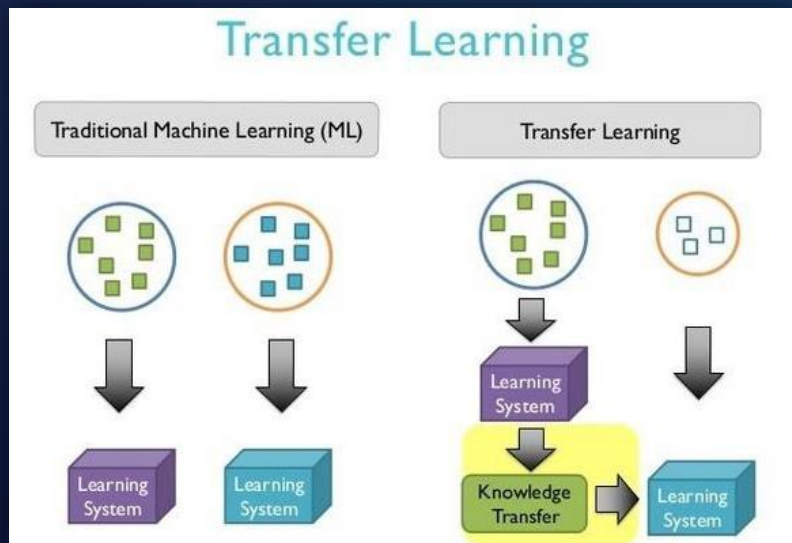 Transfer Learning
Traditional Machine Learning (ML)
Transfer Learning
Learning
System
Learning
System
Learning
System
Knowledge
Transfer
Learning
System